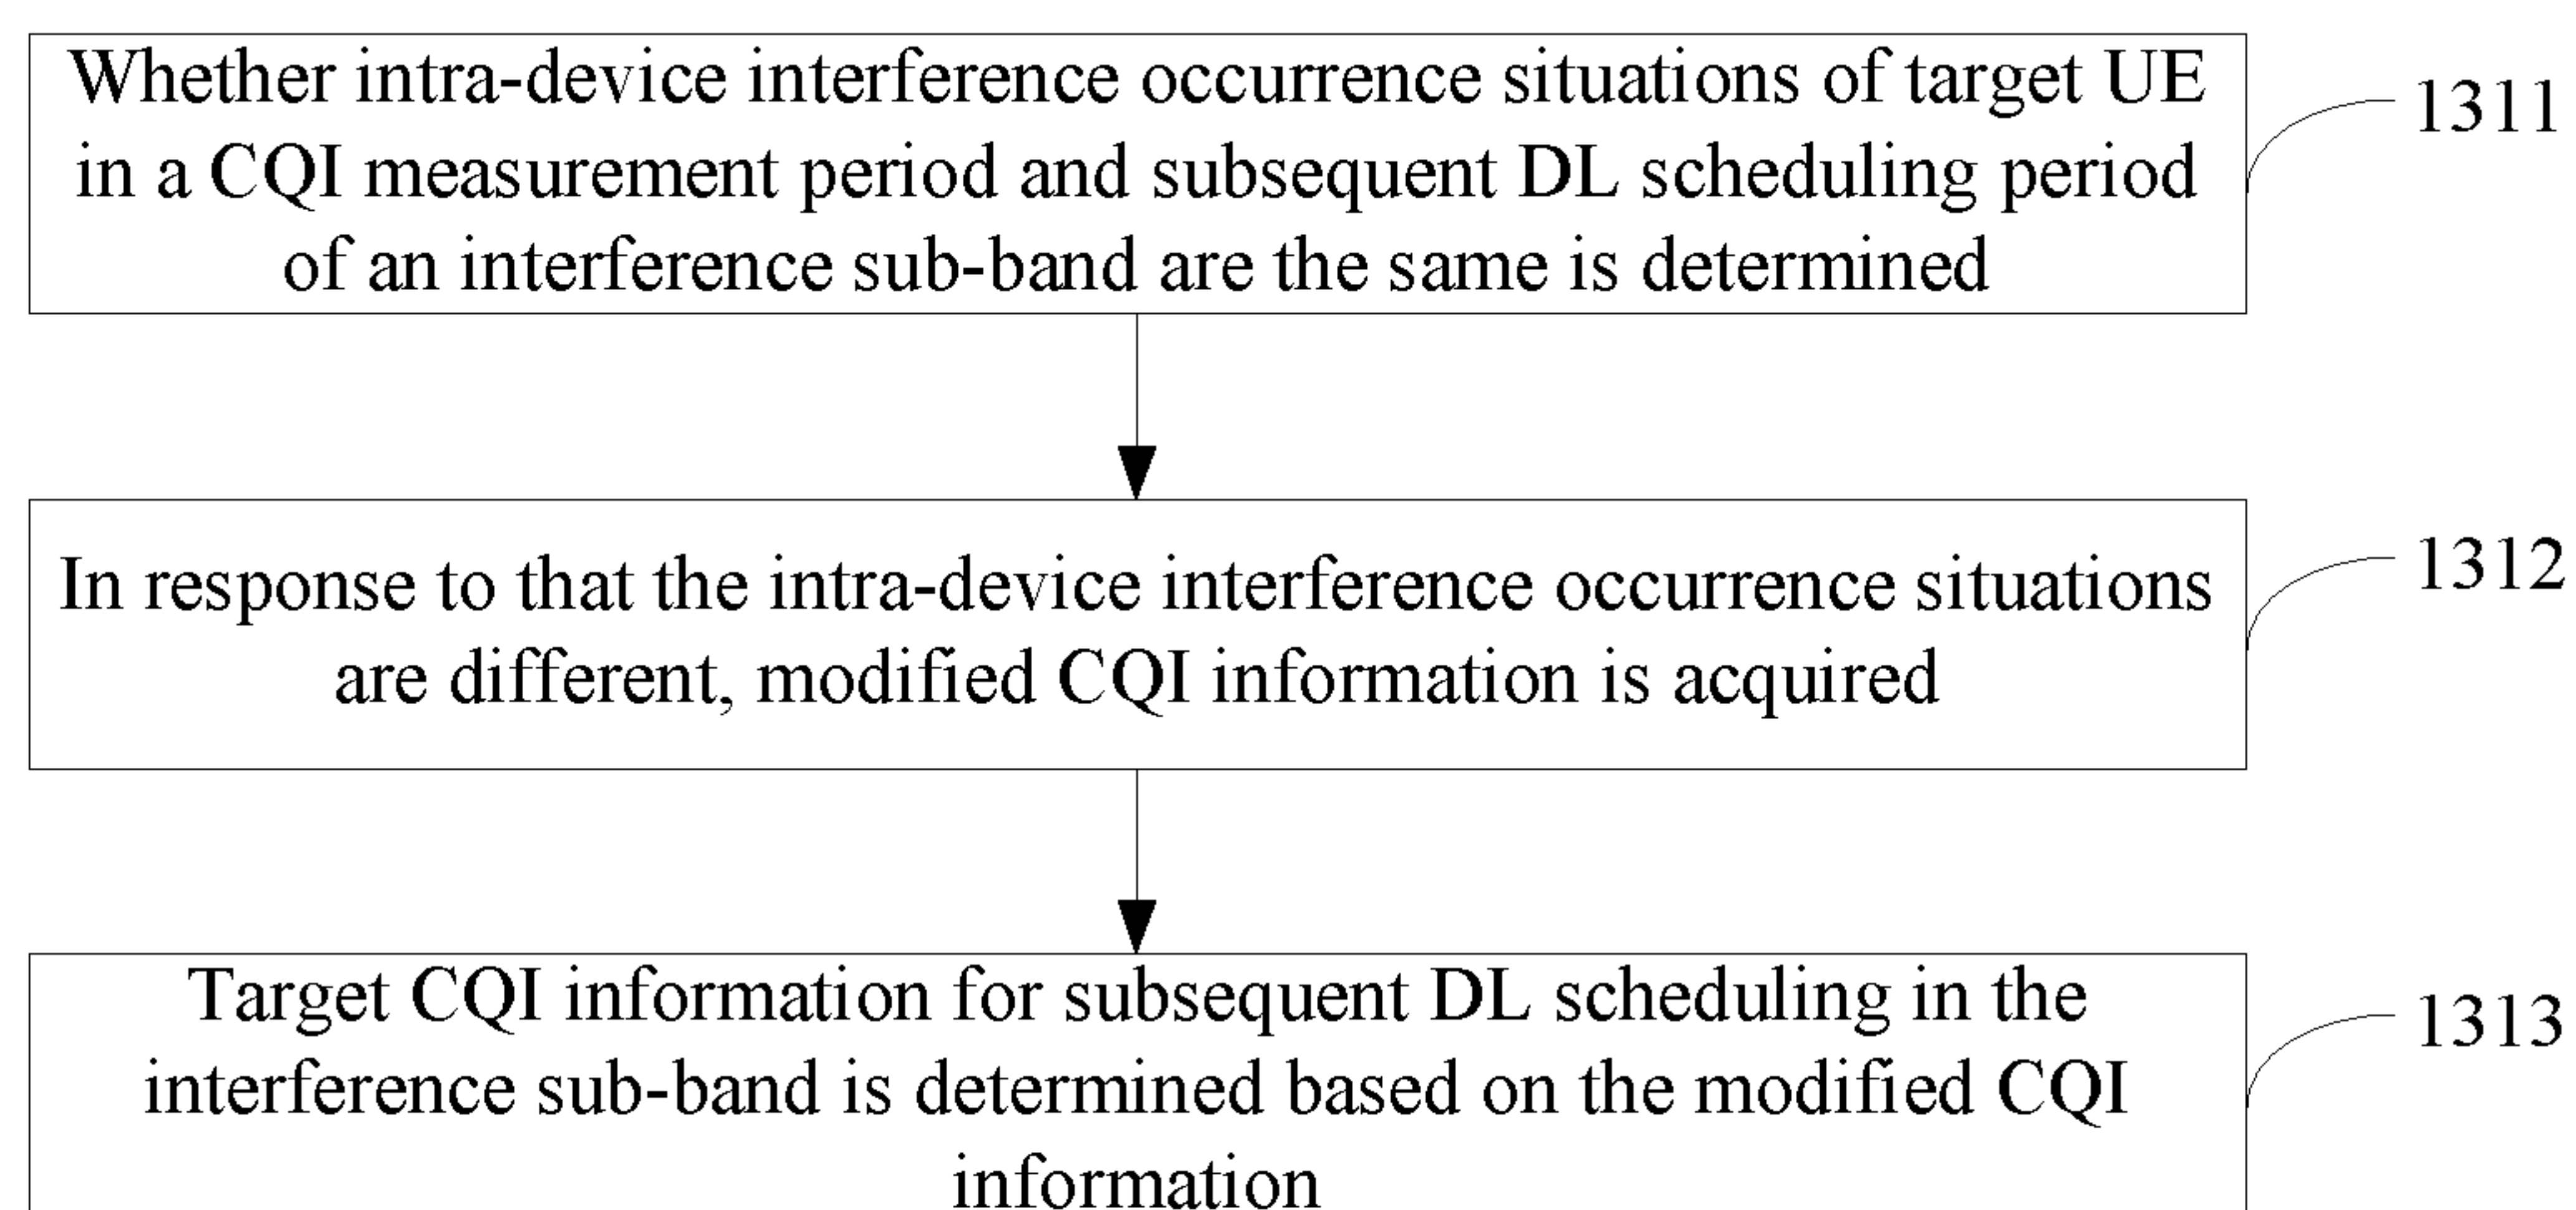 Whether intra-device interference occurrence situations of target UE
in a CQI measurement period and subsequent DL scheduling period
of an interference sub-band are the same is determined
1311
In response to that the intra-device interference occurrence situations
are different, modified CQI information is acquired
1312
Target CQI information for subsequent DL scheduling in the
interference sub-band is determined based on the modified CQI
information
1313